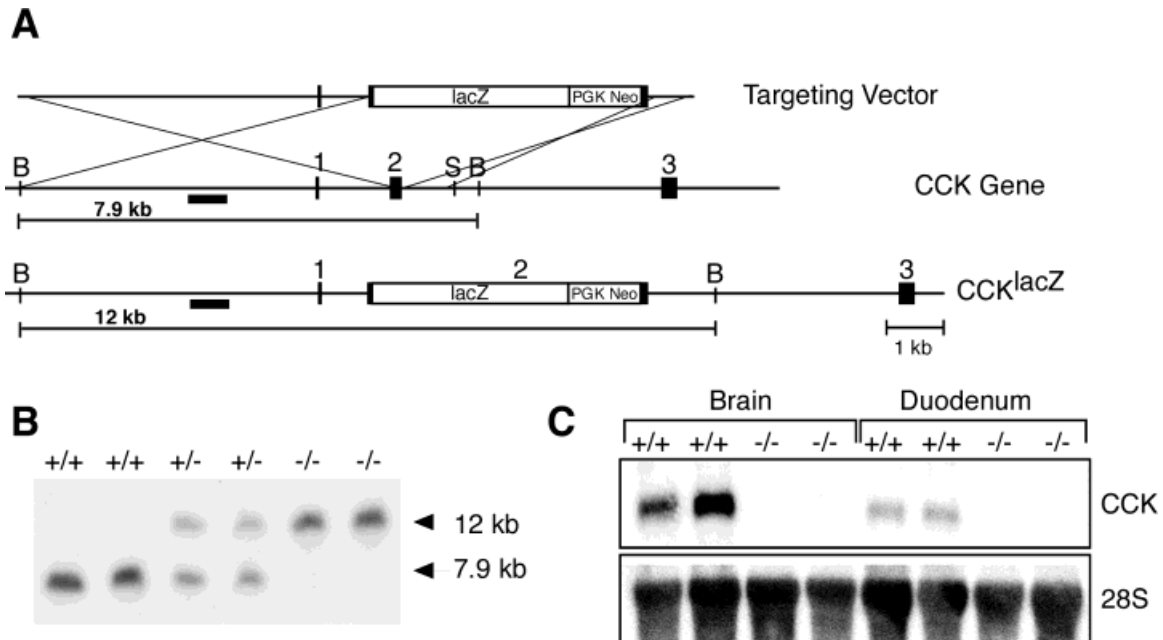 A
lacZ PGK Neo Targeting Vector
B 1 2 S B 3 CCK Gene
7.9 kb
B 1 2 B 3
lacZ PGK Neo CCKlacZ
12 kb
1 kb
B
+/+ +/+ +/- +/- -/- -/-
12 kb
7.9 kb
C
Brain Duodenum
+/+ +/+ -/- -/- +/+ +/+ -/- -/-
CCK
28S